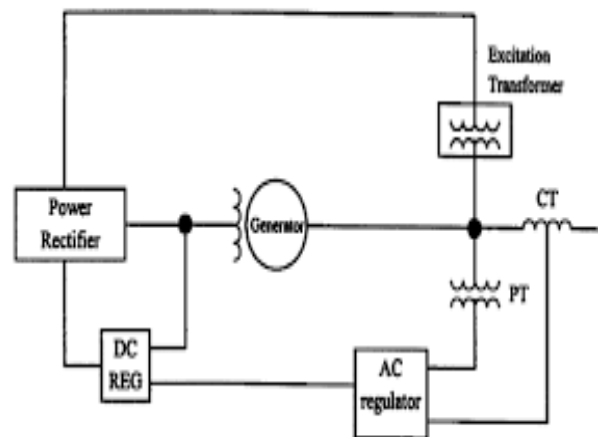 Excitation
Transformer
CT
Power
Rectifier
Generator
PT
DC
REG
AC
regulator